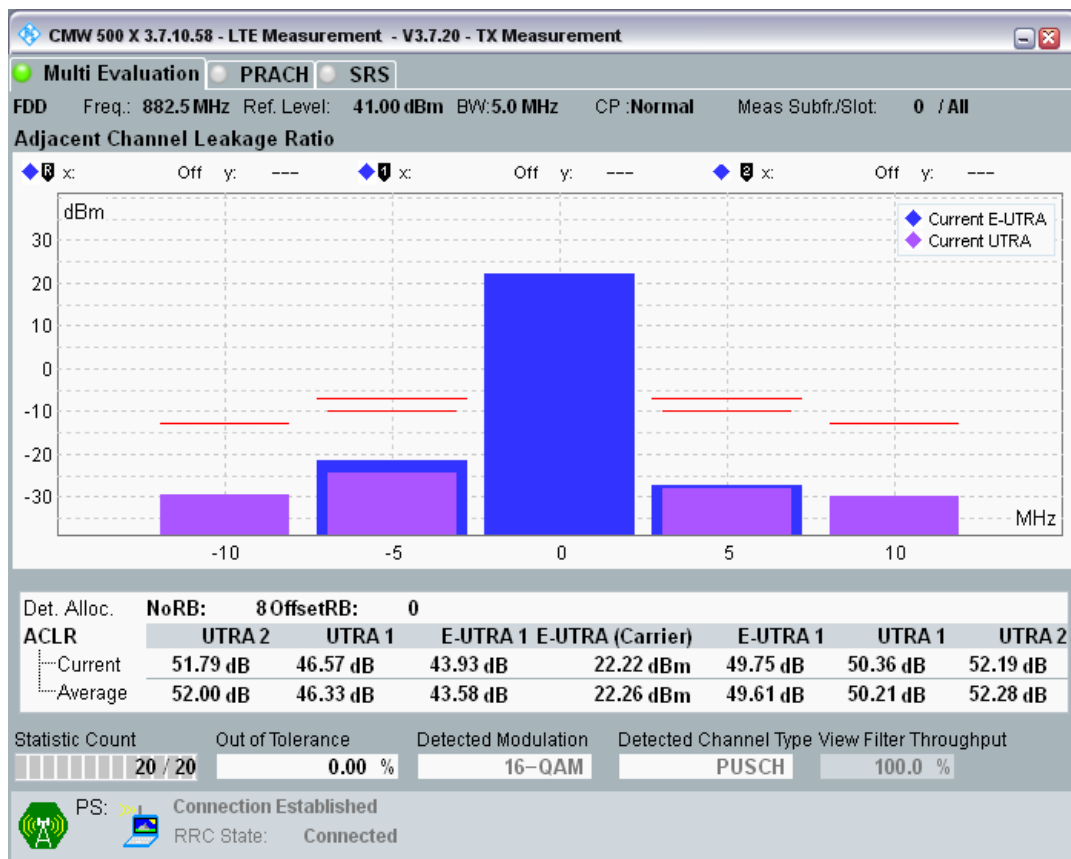 CMW 500 X 3.7.10.58 - LTE Measurement - V3.7.20 - TX Measurement
Multi Evaluation PRACH SRS
FDD Freq.: 882.5 MHz Ref. Level: 41.00 dBm BW:5.0 MHz CP :Normal Meas Subfr./Slot: 0 / All
Adjacent Channel Leakage Ratio
R x: Off y: --- 1 x: Off y: --- 2 x: Off y: ---
dBm
Current E-UTRA
Current UTRA
30
20
10
0
-10
-20
-30
MHz
-10 -5 0 5 10
Det. Alloc. NoRB: 8 OffsetRB: 0
ACLR UTRA 2 UTRA 1 E-UTRA 1 E-UTRA (Carrier) E-UTRA 1 UTRA 1 UTRA 2
Current 51.79 dB 46.57 dB 43.93 dB 22.22 dBm 49.75 dB 50.36 dB 52.19 dB
Average 52.00 dB 46.33 dB 43.58 dB 22.26 dBm 49.61 dB 50.21 dB 52.28 dB
Statistic Count Out of Tolerance Detected Modulation Detected Channel Type View Filter Throughput
20 / 20 0.00 % 16-QAM PUSCH 100.0 %
PS: Connection Established
RRC State: Connected